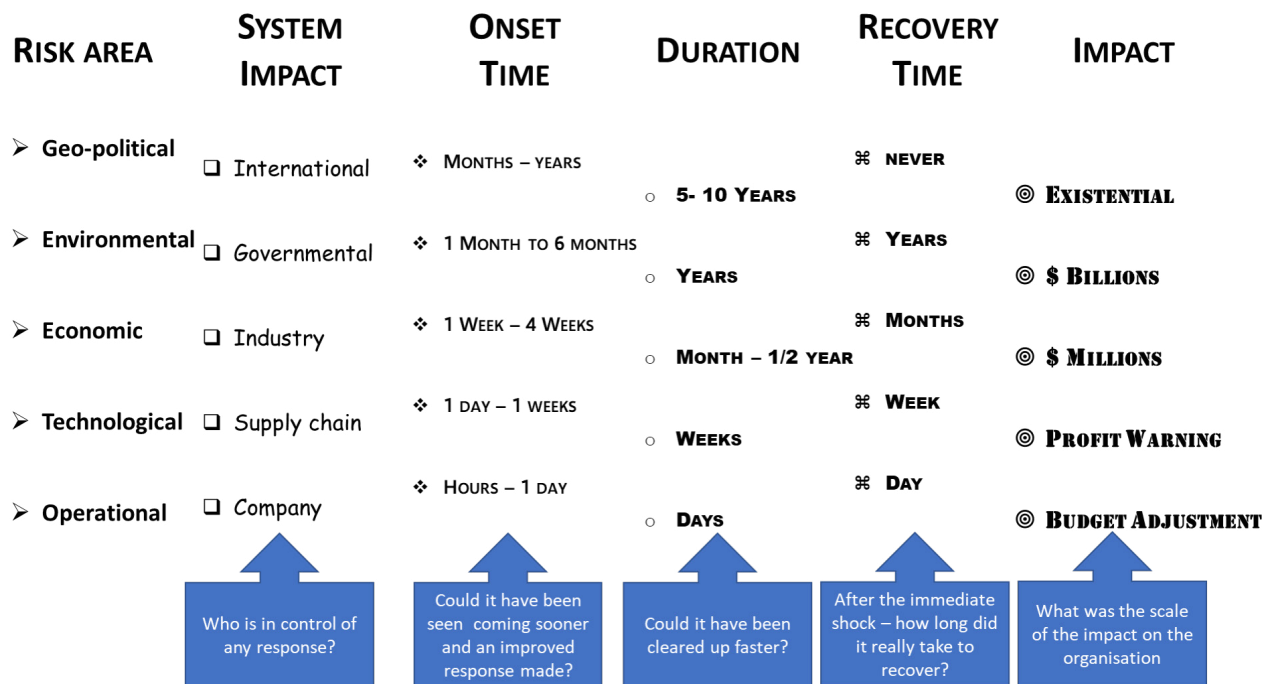 RISK AREA
SYSTEM
IMPACT
ONSET
TIME
DURATION
RECOVERY
TIME
IMPACT
➢ Geo-political
➢ Environmental
➢ Economic
➢ Technological
➢ Operational
❑ International
❑ Governmental
❑ Industry
❑ Supply chain
❑ Company
❖ MONTHS – YEARS
❖ 1 MONTH TO 6 MONTHS
❖ 1 WEEK – 4 WEEKS
❖ 1 DAY – 1 WEEKS
❖ HOURS – 1 DAY
○ 5- 10 YEARS
○ YEARS
○ MONTH – 1/2 YEAR
○ WEEKS
○ DAYS
⌘ NEVER
⌘ YEARS
⌘ MONTHS
⌘ WEEK
⌘ DAY
◎ EXISTENTIAL
◎ $ BILLIONS
◎ $ MILLIONS
◎ PROFIT WARNING
◎ BUDGET ADJUSTMENT
Who is in control of
any response?
Could it have been
seen coming sooner
and an improved
response made?
Could it have been
cleared up faster?
After the immediate
shock – how long did
it really take to
recover?
What was the scale
of the impact on the
organisation